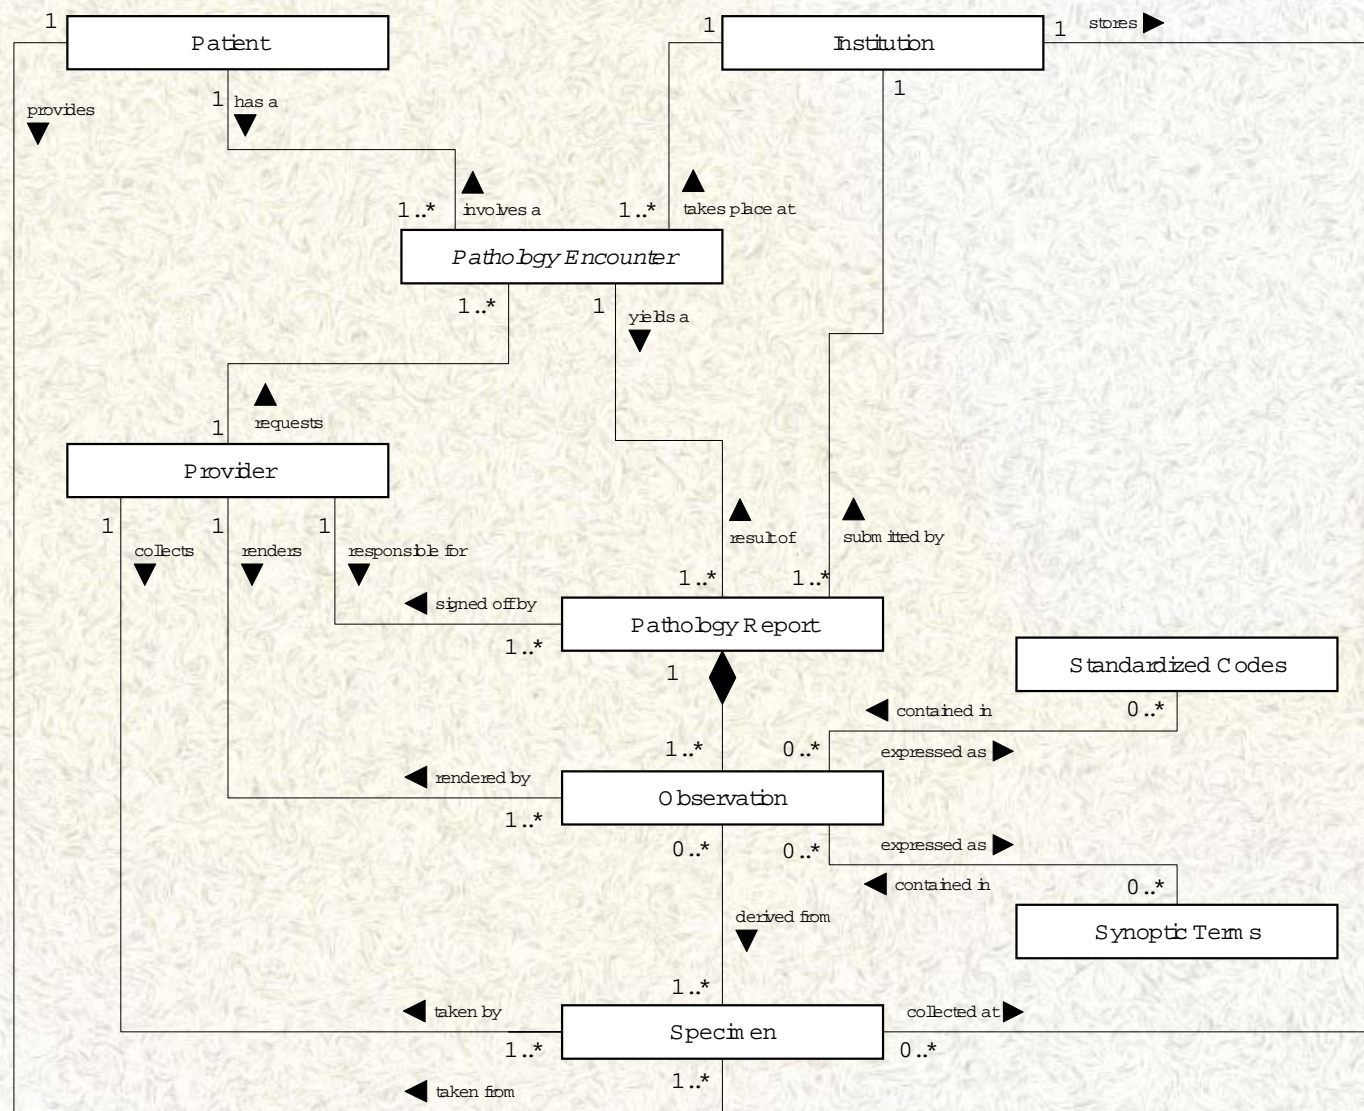 1
Patient
1
Institution
1
stores
provides
1
has a
1
1..*
involves a
1..*
takes place at
Pathology Encounter
1..*
1
yields a
1
requests
Provider
1
collects
1
renders
1
responsible for
result of
submitted by
1..*
1..*
signed off by
1..*
Pathology Report
1
Standardized Codes
contained in
0..*
1..*
0..*
expressed as
rendered by
1..*
Observation
0..*
0..*
expressed as
contained in
0..*
derived from
Synoptic Terms
1..*
taken by
collected at
Specimen
1..*
0..*
1..*
taken from